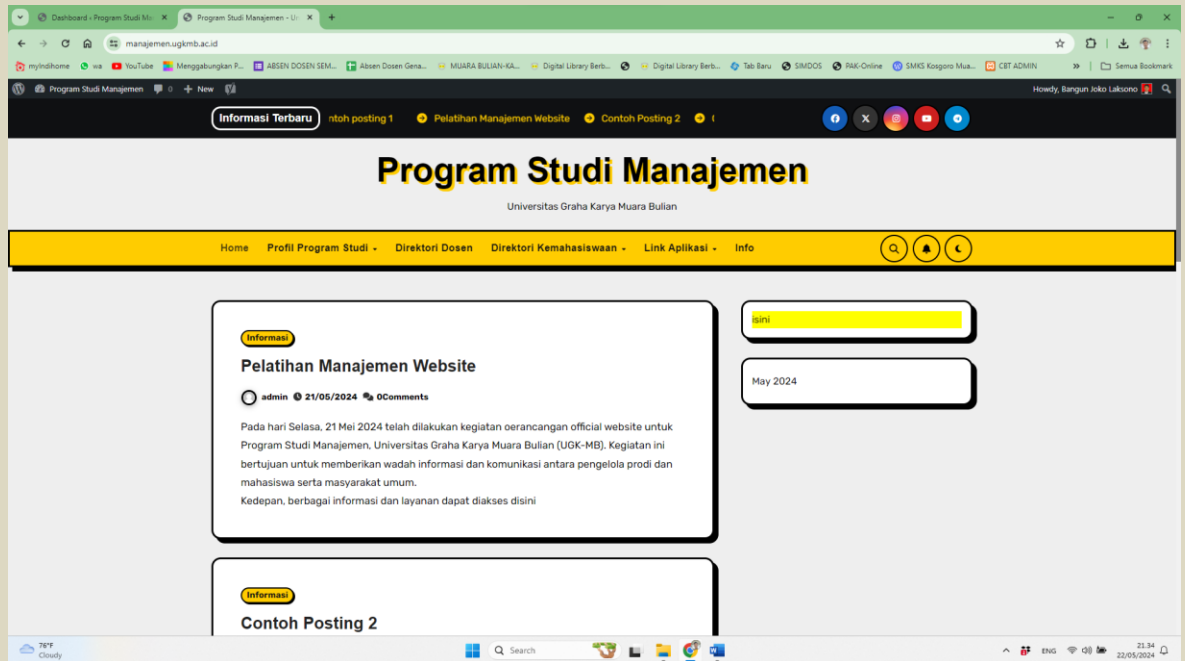 Dashboard ‹ Program Studi Ma
Program Studi Manajemen - Un
manajemen.ugkmb.ac.id
myindihome
wa
YouTube
Menggabungkan P...
ABSEN DOSEN SEM...
Absen Dosen Gena...
MUARA BULIAN-KA...
Digital Library Berb...
Digital Library Berb...
Tab Baru
SIMDOS
PAK-Online
SMKS Kosgoro Mua...
CBT ADMIN
»
Semua Bookmark
Program Studi Manajemen
0
+ New
Howdy, Bangun Joko Laksono
Informasi Terbaru
ntoh posting 1
Pelatihan Manajemen Website
Contoh Posting 2
Program Studi Manajemen
Universitas Graha Karya Muara Bulian
Home
Profil Program Studi
Direktori Dosen
Direktori Kemahasiswaan
Link Aplikasi
Info
Informasi
Pelatihan Manajemen Website
admin 21/05/2024 0Comments
Pada hari Selasa, 21 Mei 2024 telah dilakukan kegiatan oerancangan official website untuk
Program Studi Manajemen, Universitas Graha Karya Muara Bulian (UGK-MB). Kegiatan ini
bertujuan untuk memberikan wadah informasi dan komunikasi antara pengelola prodi dan
mahasiswa serta masyarakat umum.
Kedepan, berbagai informasi dan layanan dapat diakses disini
isini
May 2024
Informasi
Contoh Posting 2
76°F
Cloudy
Search
ENG
21.34
22/05/2024